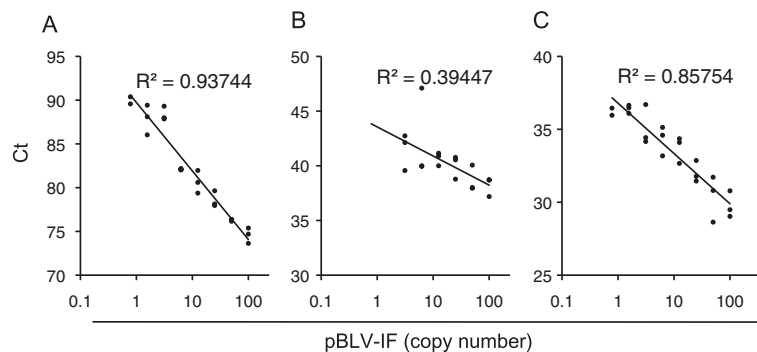 A
B
C
R² = 0.93744
R² = 0.39447
R² = 0.85754
Ct
95
90
85
80
75
70
50
45
40
35
30
40
35
30
25
0.1 1 10 100
0.1 1 10 100
0.1 1 10 100
pBLV-IF (copy number)